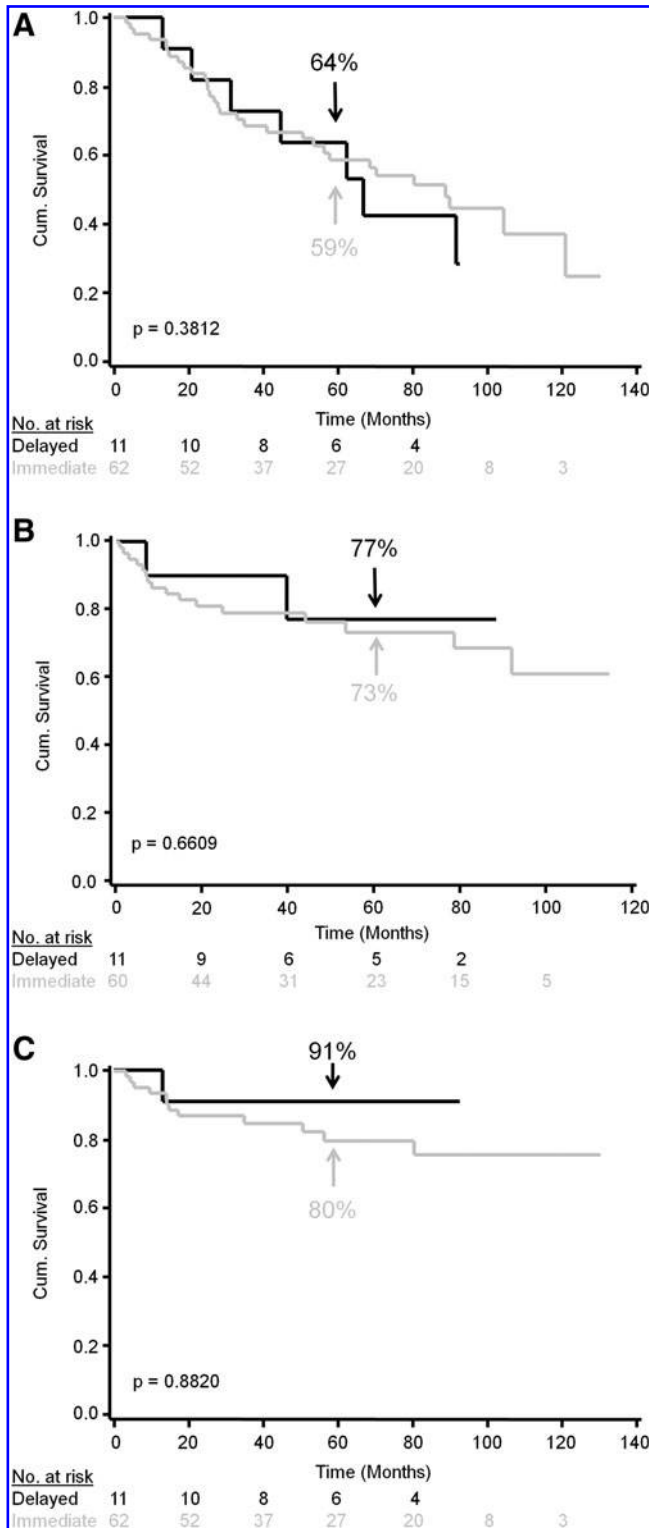 A
1.0
64%
0.8
0.6
Cum. Survival
0.4
59%
0.2
p = 0.3812
0.0
0 20 40 60 80 100 120 140
Time (Months)
No. at risk
Delayed 11 10 8 6 4
Immediate 62 52 37 27 20 8 3
B
1.0
77%
0.8
0.6
73%
Cum. Survival
0.4
0.2
p = 0.6609
0.0
0 20 40 60 80 100 120
Time (Months)
No. at risk
Delayed 11 9 6 5 2
Immediate 60 44 31 23 15 5
C
91%
1.0
0.8
80%
0.6
Cum. Survival
0.4
0.2
p = 0.8820
0.0
0 20 40 60 80 100 120 140
Time (Months)
No. at risk
Delayed 11 10 8 6 4
Immediate 62 52 37 27 20 8 3